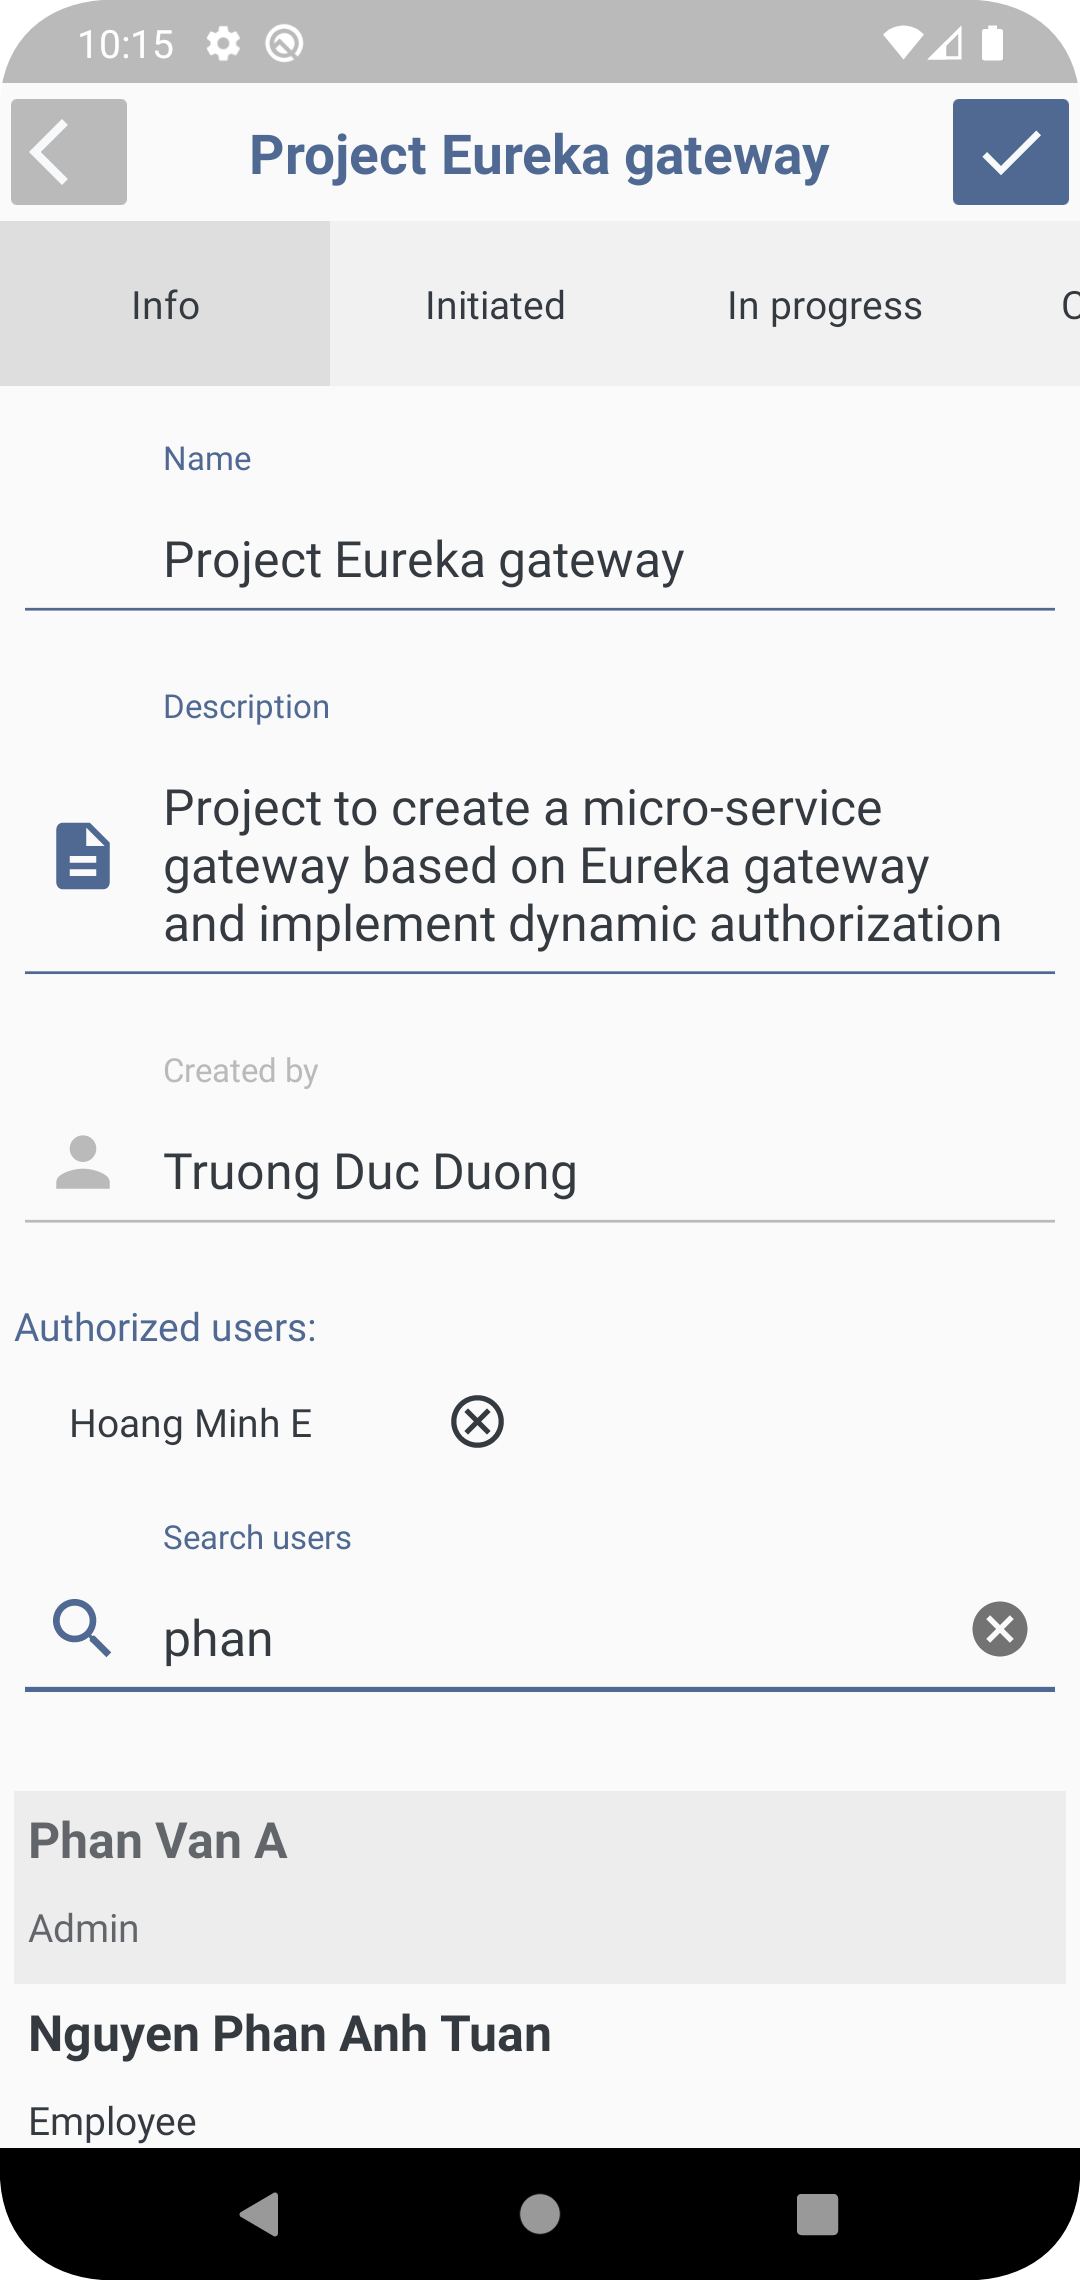 10:15
Project Eureka gateway
Info
Initiated
In progress
Name
Project Eureka gateway
Description
Project to create a micro-service
gateway based on Eureka gateway
and implement dynamic authorization
Created by
Truong Duc Duong
Authorized users:
Hoang Minh E
Search users
phan
Phan Van A
Admin
Nguyen Phan Anh Tuan
Employee